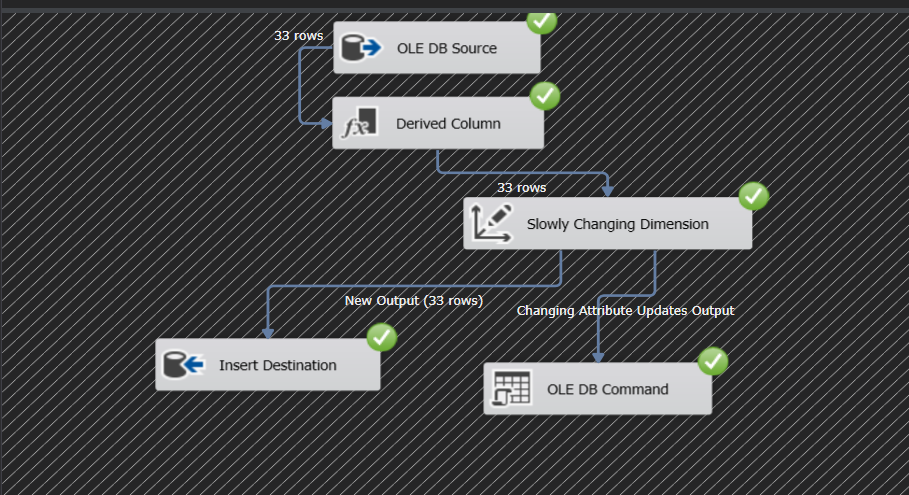 33 rows
OLE DB Source
Derived Column
33 rows
Slowly Changing Dimension
New Output (33 rows)
Changing Attribute Updates Output
Insert Destination
OLE DB Command